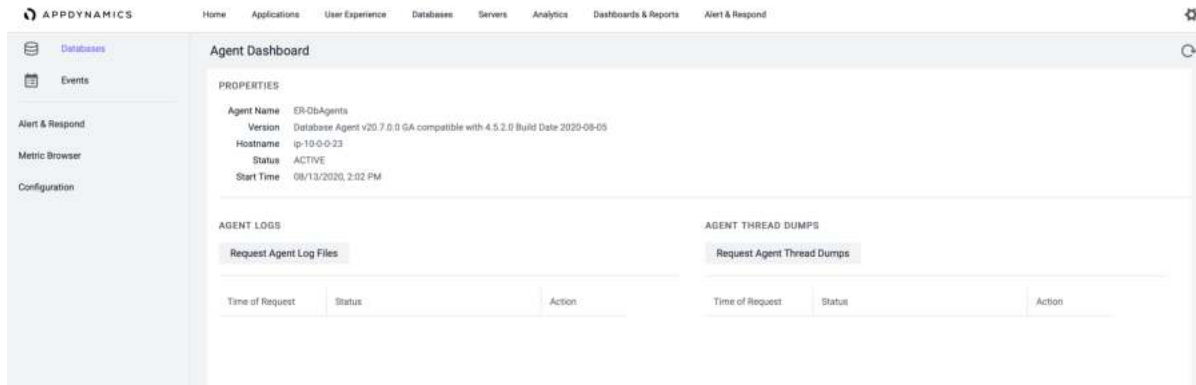 APPDYNAMICS
Home Applications User Experience Databases Servers Analytics Dashboards & Reports Alert & Respond
Databases
Events
Alert & Respond
Metric Browser
Configuration
Agent Dashboard
PROPERTIES
Agent Name ER-DbAgents
Version Database Agent v20.7.0.0 GA compatible with 4.5.2.0 Build Date 2020-08-05
Hostname ip-10-0-0-23
Status ACTIVE
Start Time 08/13/2020, 2:02 PM
AGENT LOGS
Request Agent Log Files
Time of Request Status Action
AGENT THREAD DUMPS
Request Agent Thread Dumps
Time of Request Status Action